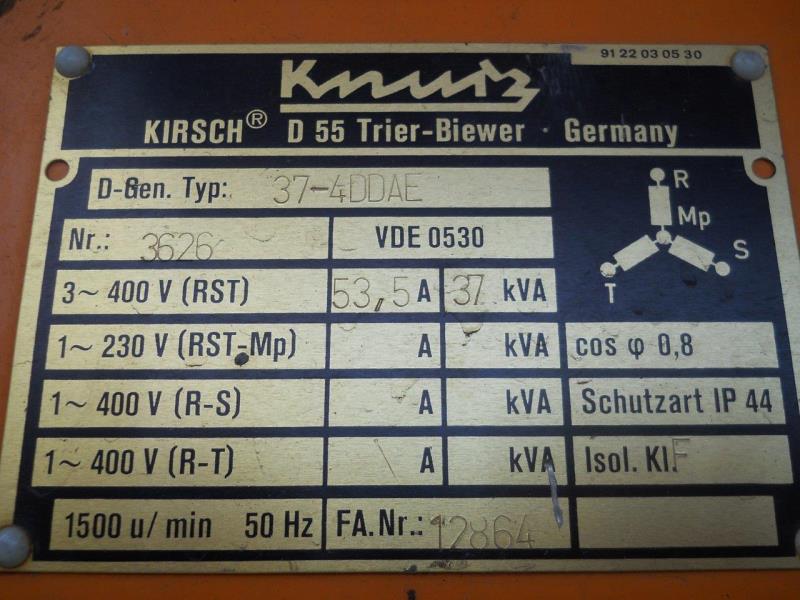 91 22 03 05 30
KIRSCH® D 55 Trier-Biewer · Germany
D-Gen. Typ: 37-4DDAE
Nr.: 3626 VDE 0530
3~ 400 V (RST) 53,5 A 37 kVA
1~ 230 V (RST-Mp) A kVA cos φ 0,8
1~ 400 V (R-S) A kVA Schutzart IP 44
1~ 400 V (R-T) A kVA Isol. Kl. F
1500 u/min 50 Hz FA.Nr.: 12864
R
Mp
S
T